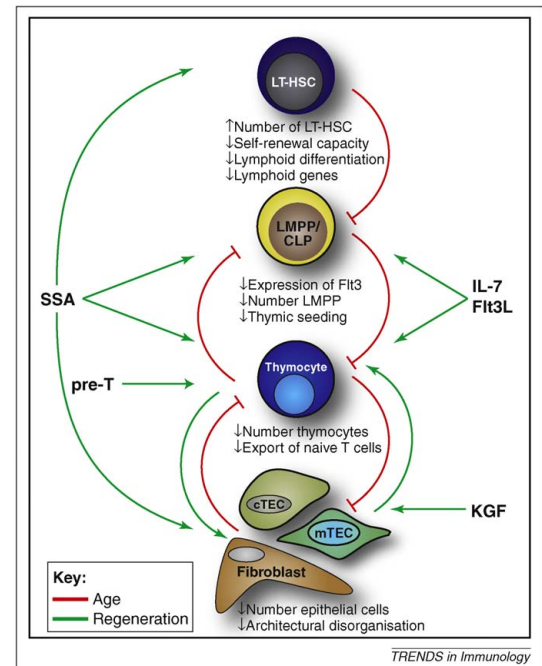 LT-HSC
↑Number of LT-HSC
↓Self-renewal capacity
↓Lymphoid differentiation
↓Lymphoid genes
LMPP/
CLP
↓Expression of Flt3
↓Number LMPP
↓Thymic seeding
SSA
IL-7
Flt3L
pre-T
Thymocyte
↓Number thymocytes
↓Export of naive T cells
cTEC
mTEC
KGF
Fibroblast
↓Number epithelial cells
↓Architectural disorganisation
Key:
Age
Regeneration
TRENDS in Immunology